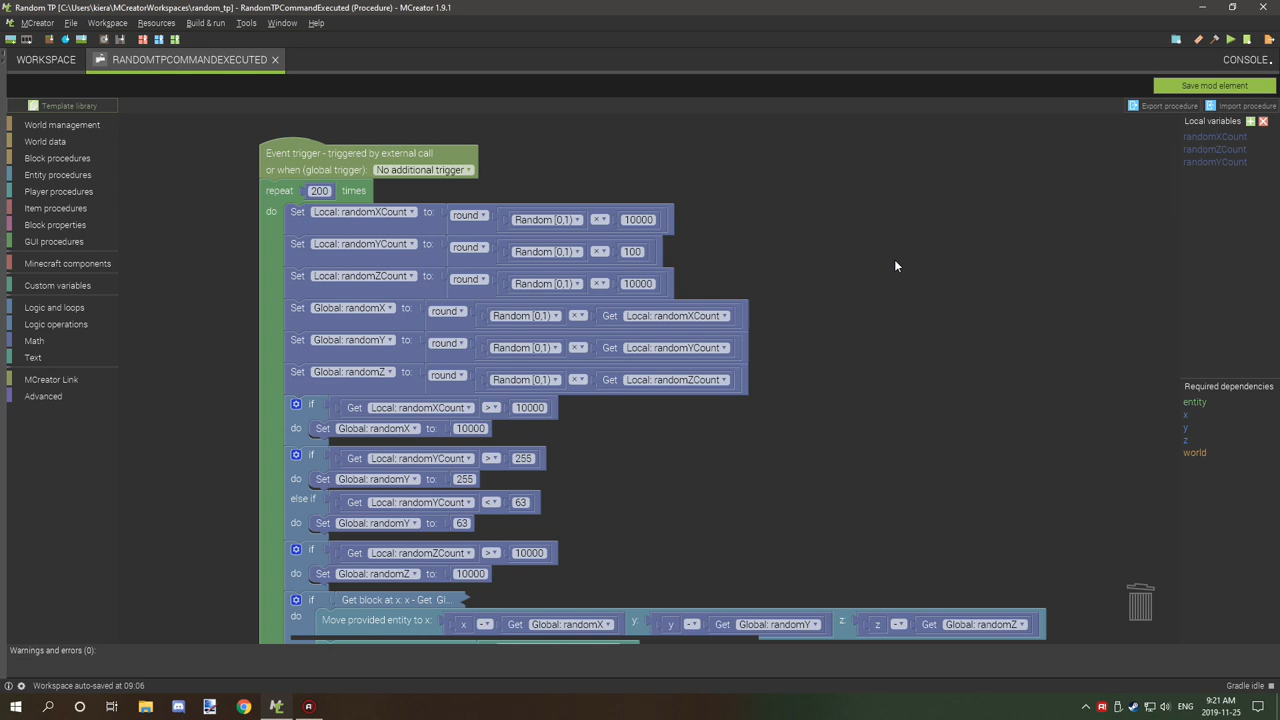 Random TP [C:\Users\kiera\MCreatorWorkspaces\random_tp] - RandomTPCommandExecuted (Procedure) - MCreator 1.9.1
MCreator File Workspace Resources Build & run Tools Window Help
WORKSPACE RANDOMTPCOMMANDEXECUTED CONSOLE
Save mod element
Template library Export procedure Import procedure
World management
World data
Block procedures
Entity procedures
Player procedures
Item procedures
Block properties
GUI procedures
Minecraft components
Custom variables
Logic and loops
Logic operations
Math
Text
MCreator Link
Advanced
Event trigger - triggered by external call
or when (global trigger): No additional trigger
repeat 200 times
do Set Local: randomXCount to: round Random [0,1) × 10000
Set Local: randomYCount to: round Random [0,1) × 100
Set Local: randomZCount to: round Random [0,1) × 10000
Set Global: randomX to: round Random [0,1) × Get Local: randomXCount
Set Global: randomY to: round Random [0,1) × Get Local: randomYCount
Set Global: randomZ to: round Random [0,1) × Get Local: randomZCount
if Get Local: randomXCount > 10000
do Set Global: randomX to: 10000
if Get Local: randomYCount > 255
do Set Global: randomY to: 255
else if Get Local: randomYCount < 63
do Set Global: randomY to: 63
if Get Local: randomZCount > 10000
do Set Global: randomZ to: 10000
if Get block at x: x - Get Gl...
do Move provided entity to x: x - Get Global: randomX y: y - Get Global: randomY z: z - Get Global: randomZ
Local variables
randomXCount
randomZCount
randomYCount
Required dependencies
entity
x
y
z
world
Warnings and errors (0):
Workspace auto-saved at 09:06 Gradle idle
ENG 9:21 AM
2019-11-25